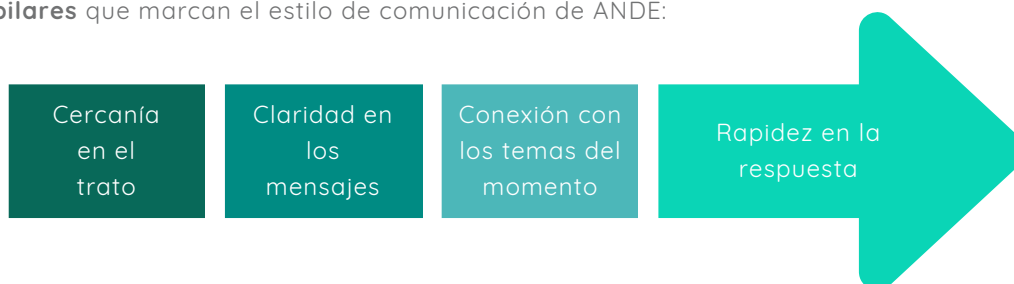 pilares que marcan el estilo de comunicación de ANDE:
Cercanía
en el
trato
Claridad en
los
mensajes
Conexión con
los temas del
momento
Rapidez en la
respuesta